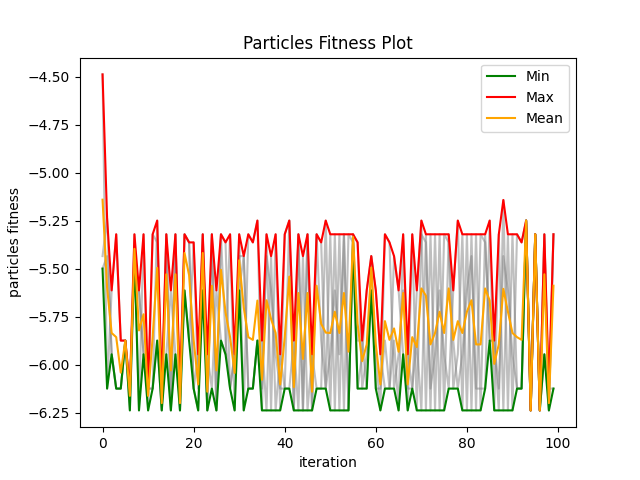 Particles Fitness Plot
Min
Max
Mean
−4.50
−4.75
−5.00
−5.25
−5.50
−5.75
−6.00
−6.25
particles fitness
0
20
40
60
80
100
iteration